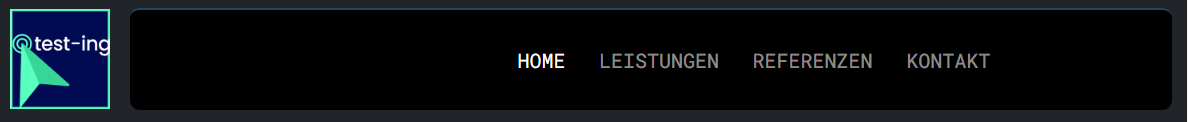 test-ing
HOME LEISTUNGEN REFERENZEN KONTAKT